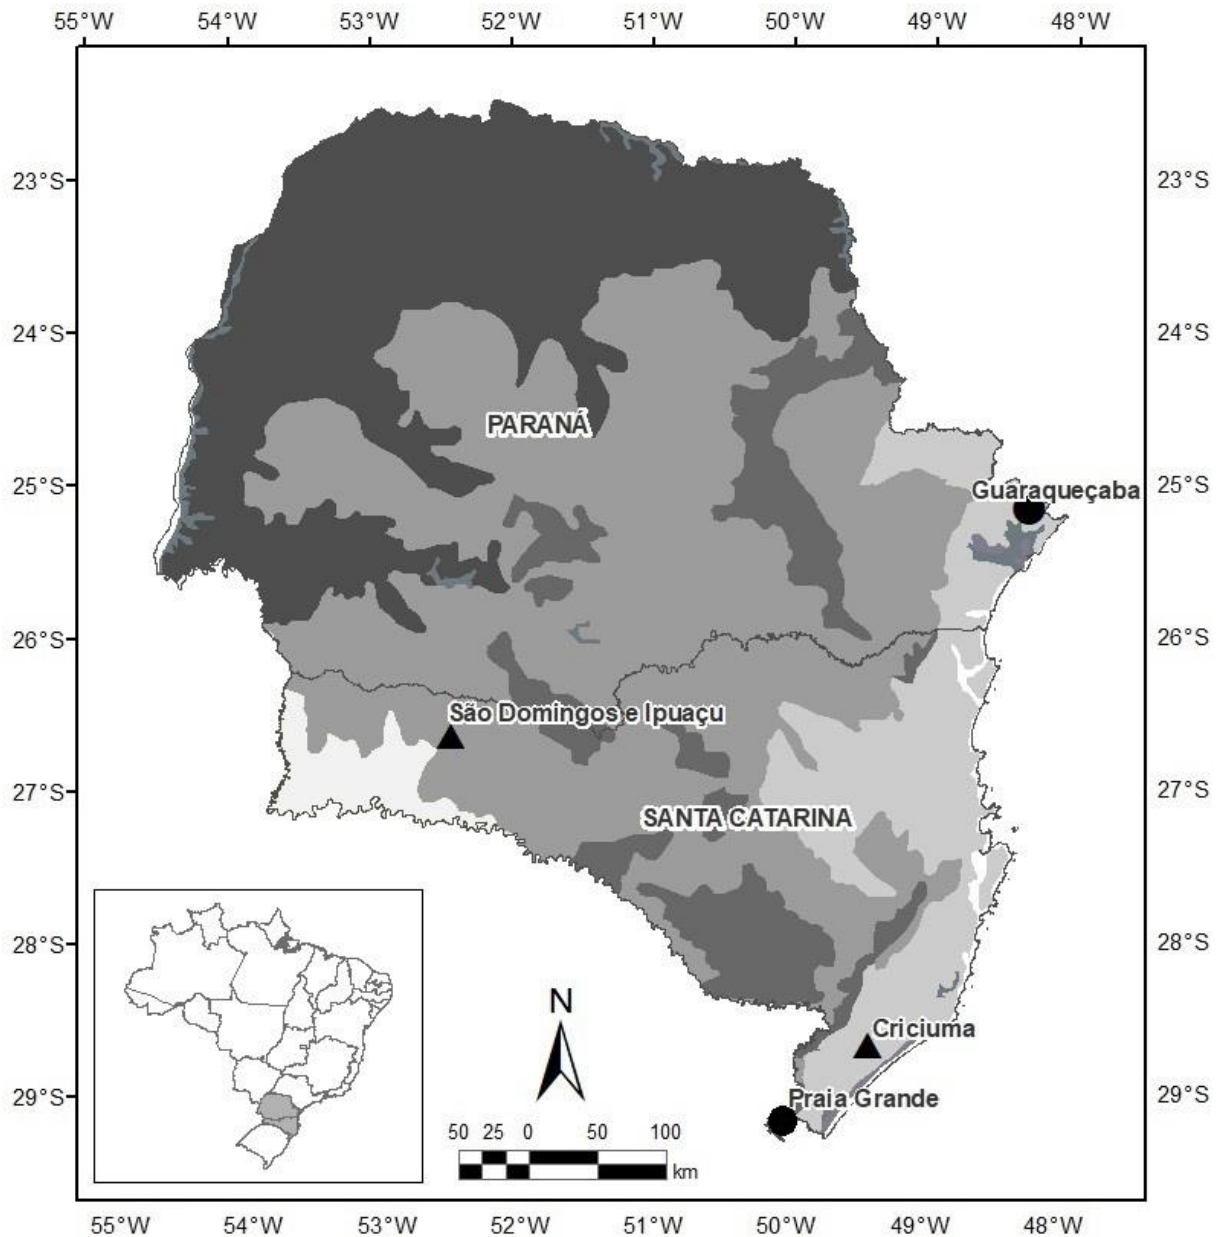 55°W 54°W 53°W 52°W 51°W 50°W 49°W 48°W
23°S 23°S
24°S 24°S
PARANÁ
25°S 25°S
Guaraqueçaba
26°S 26°S
São Domingos e Ipuaçu
27°S 27°S
SANTA CATARINA
28°S 28°S
N
Criciuma
29°S 29°S
Praia Grande
50 25 0 50 100
km
55°W 54°W 53°W 52°W 51°W 50°W 49°W 48°W